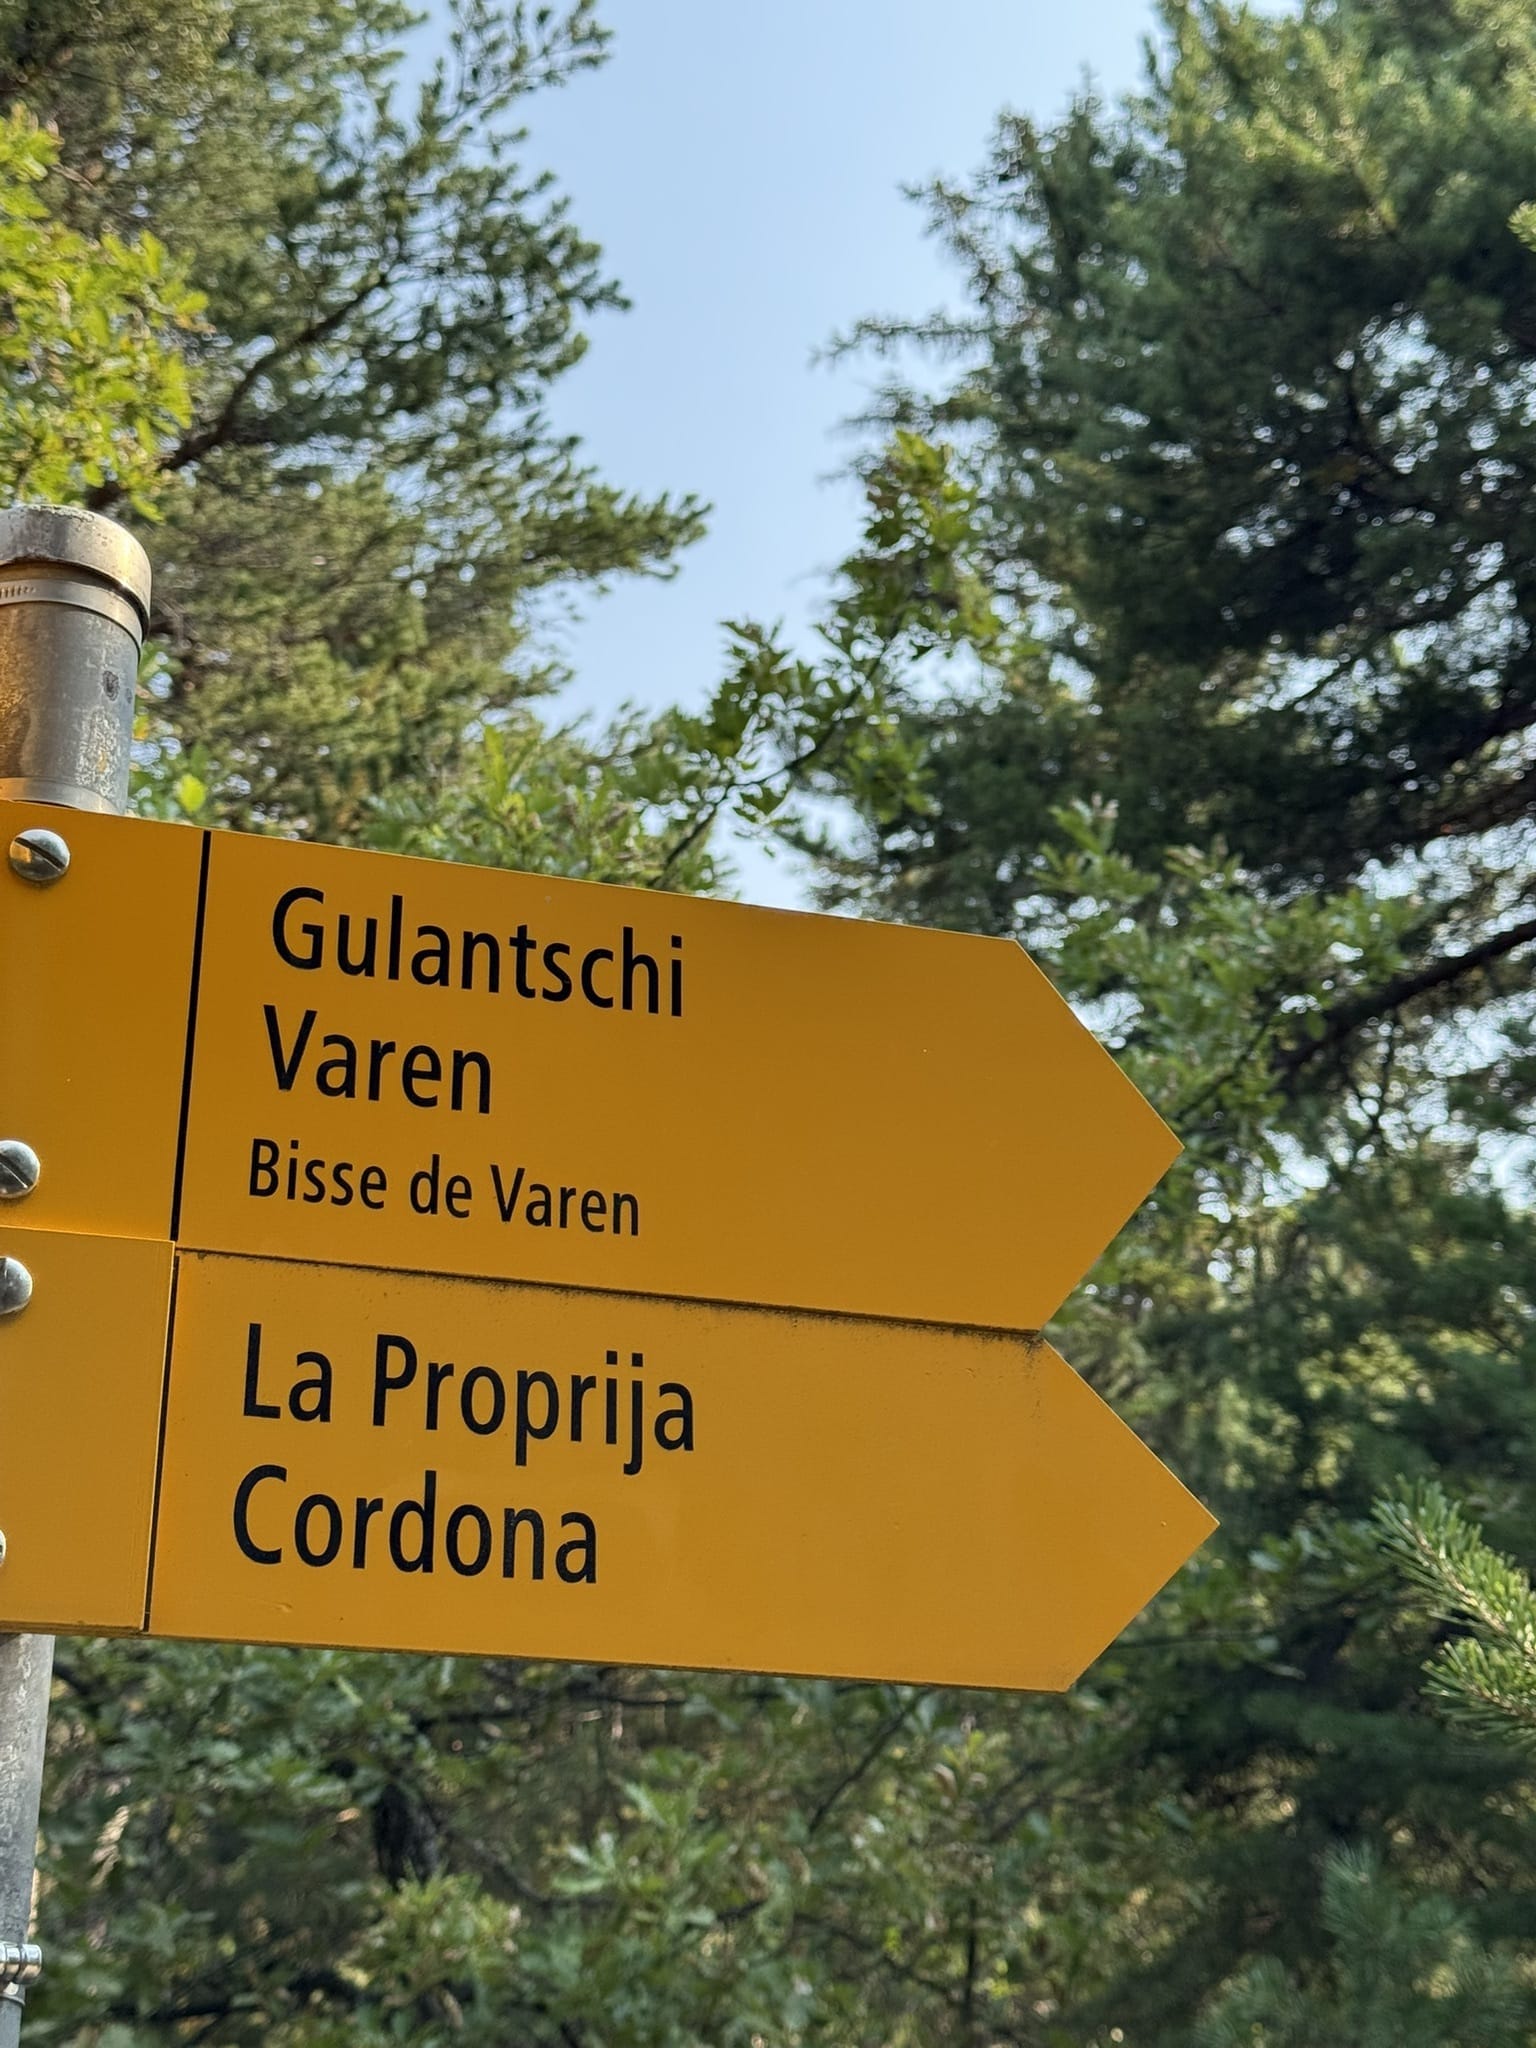 Gulantschi
Varen
Bisse de Varen
La Proprija
Cordona